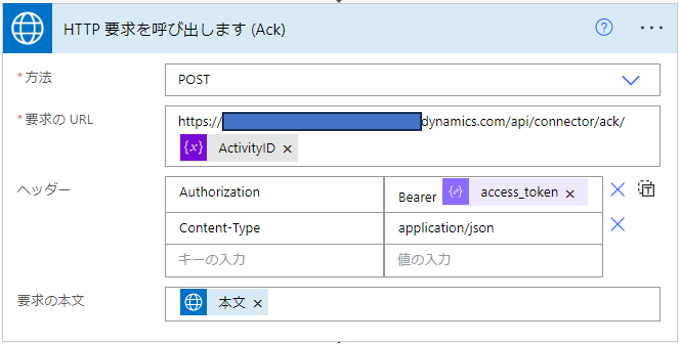 HTTP 要求を呼び出します (Ack)
* 方法
POST
* 要求の URL
https://
dynamics.com/api/connector/ack/
{x} ActivityID ×
ヘッダー
Authorization
Bearer access_token ×
Content-Type
application/json
キーの入力
値の入力
要求の本文
本文 ×